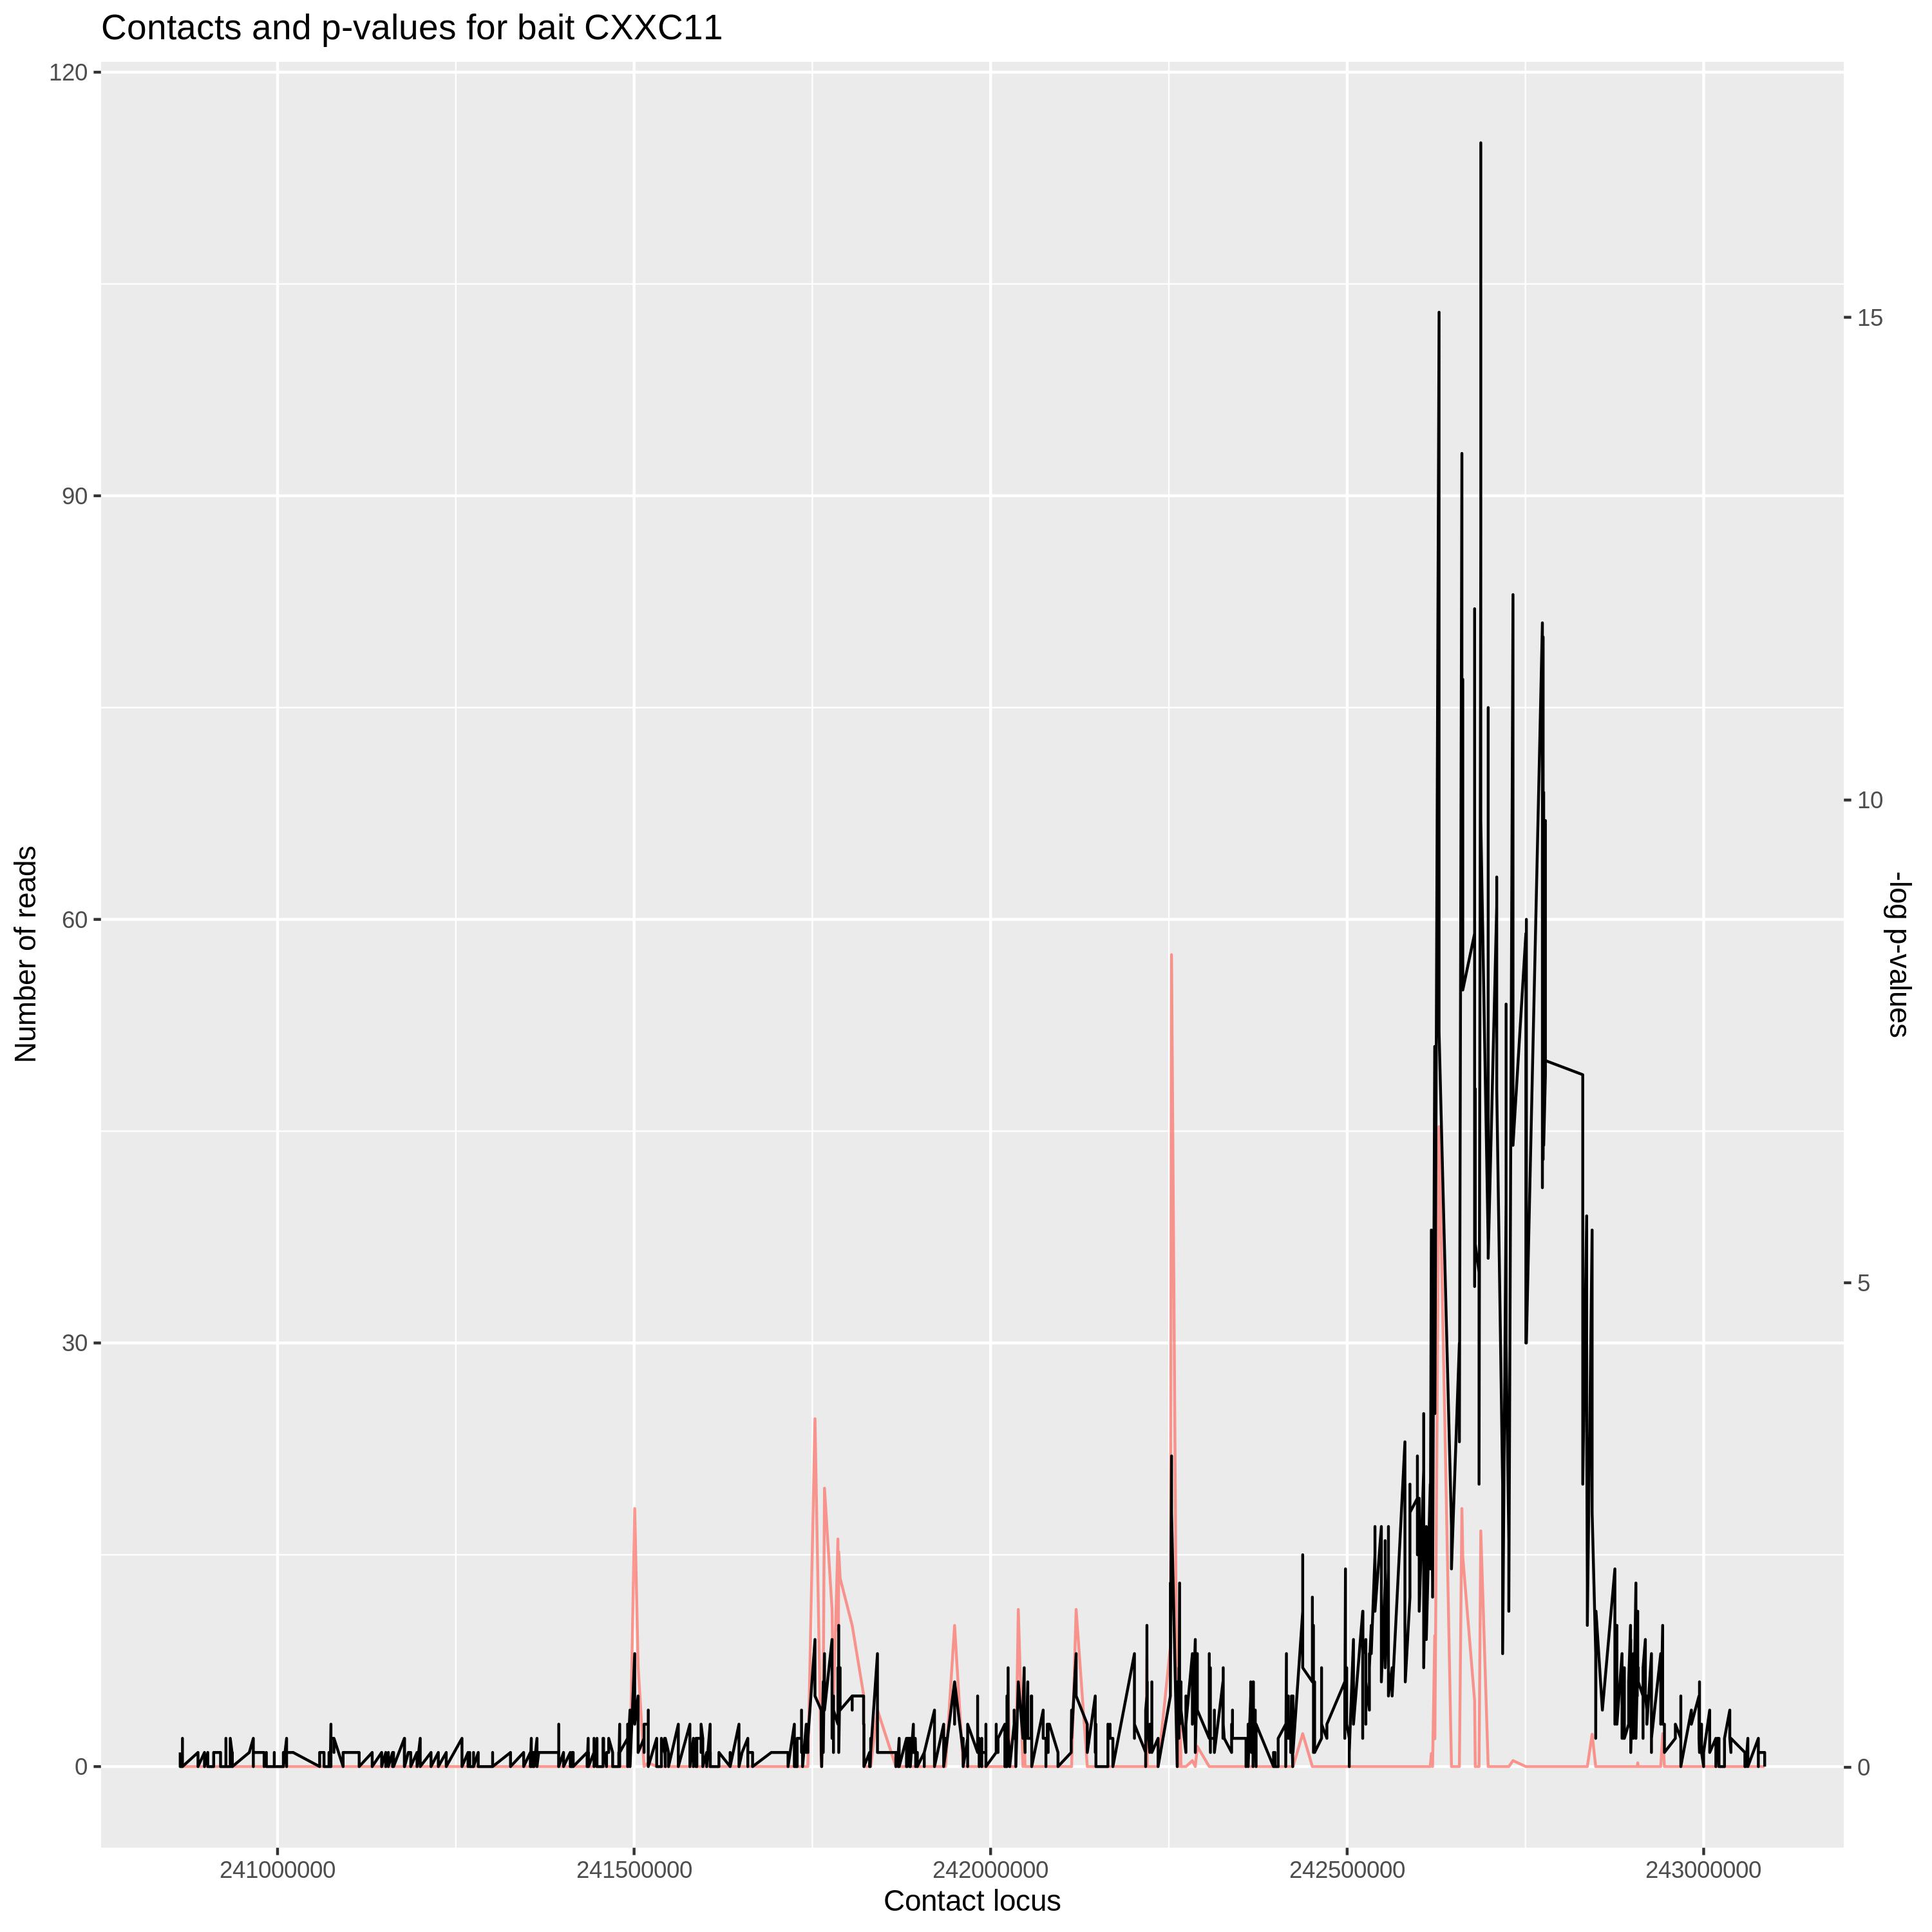 Contacts and p-values for bait CXXC11
120
90
60
30
0
Number of reads
15
10
5
0
-log p-values
241000000 241500000 242000000 242500000 243000000
Contact locus